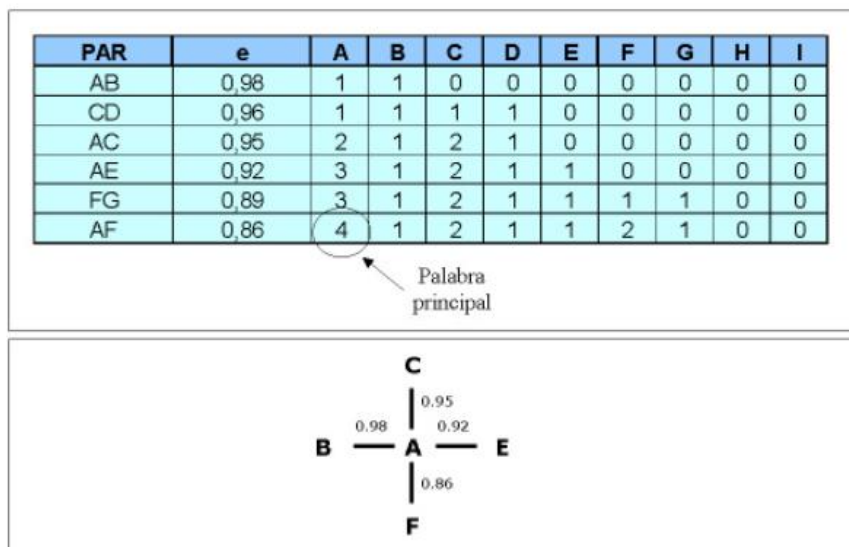 PAR e A B C D E F G H I
AB 0,98 1 1 0 0 0 0 0 0 0
CD 0,96 1 1 1 1 0 0 0 0 0
AC 0,95 2 1 2 1 0 0 0 0 0
AE 0,92 3 1 2 1 1 0 0 0 0
FG 0,89 3 1 2 1 1 1 1 0 0
AF 0,86 4 1 2 1 1 2 1 0 0
Palabra
principal
C
0.95
0.98 0.92
B A E
0.86
F